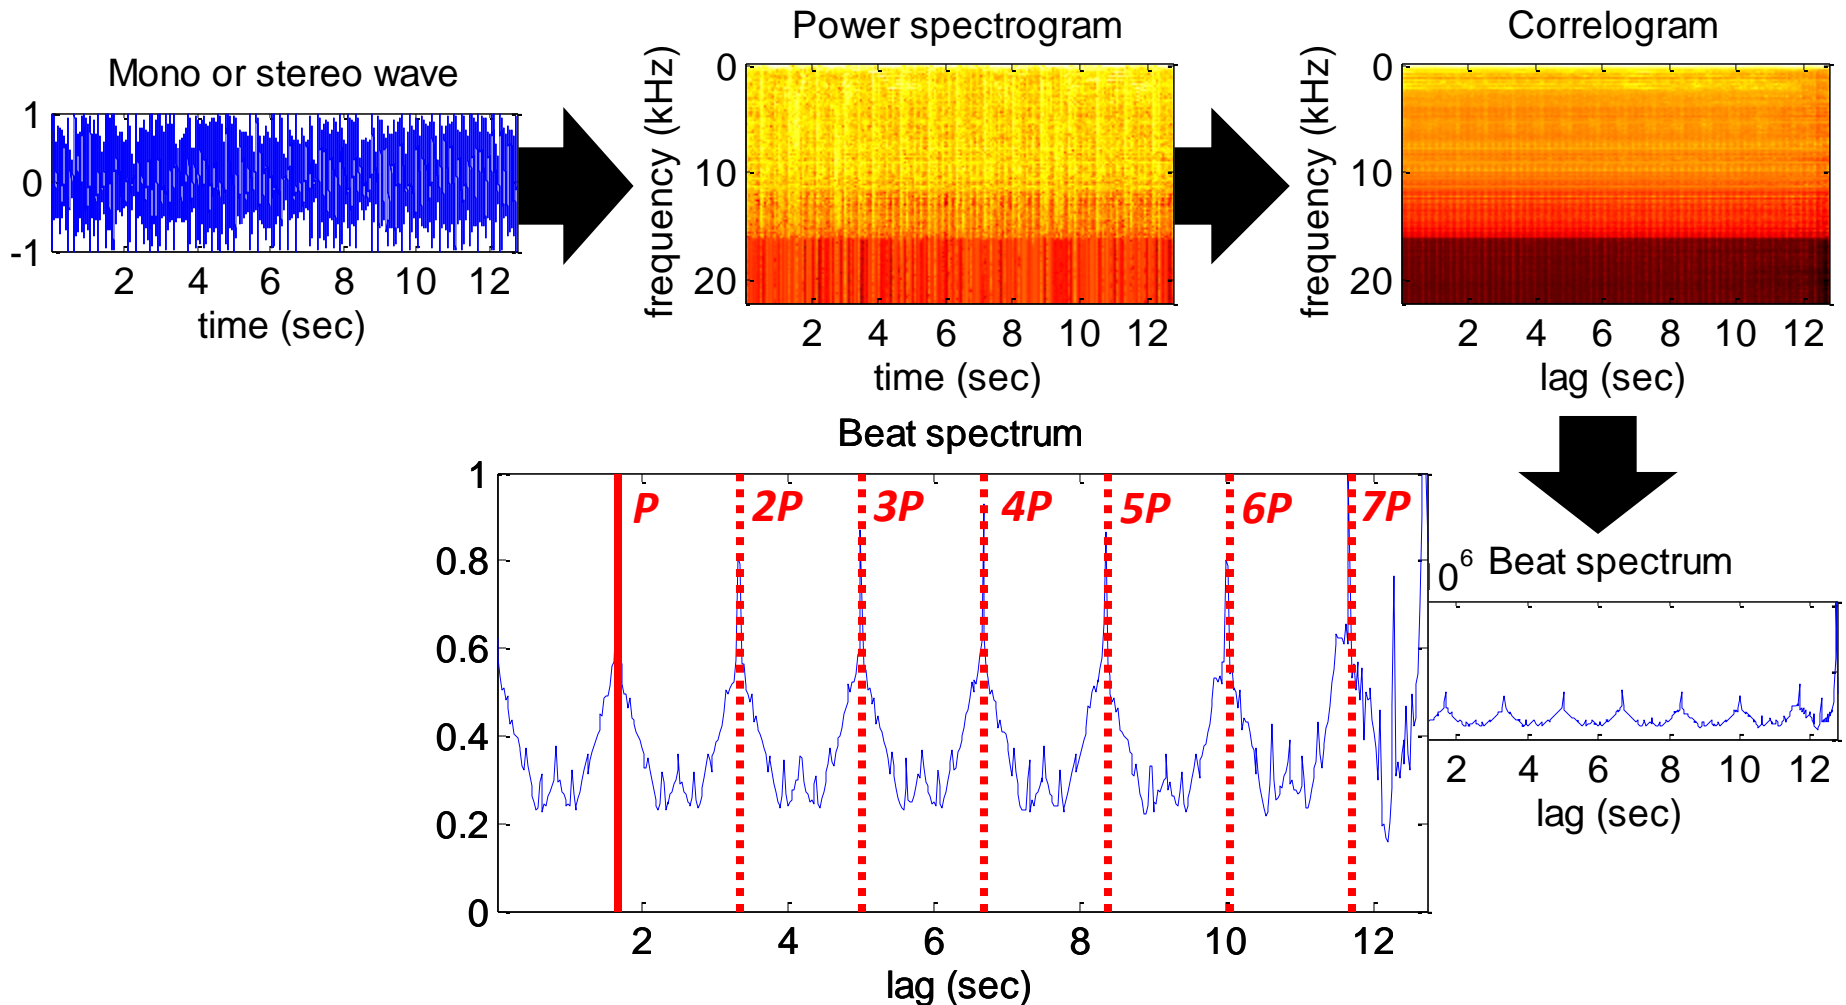 Mono or stereo wave
1
0
-1
2 4 6 8 10 12
time (sec)
Power spectrogram
frequency (kHz)
0
10
20
2 4 6 8 10 12
time (sec)
Correlogram
frequency (kHz)
0
10
20
2 4 6 8 10 12
lag (sec)
Beat spectrum
1
0.8
0.6
0.4
0.2
0
P 2P 3P 4P 5P 6P 7P
2 4 6 8 10 12
lag (sec)
0⁶ Beat spectrum
2 4 6 8 10 12
lag (sec)